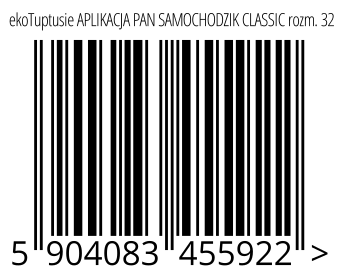 ekoTuptusie APLIKACJA PAN SAMOCHODZIK CLASSIC rozm. 32
5 904083 455922 >